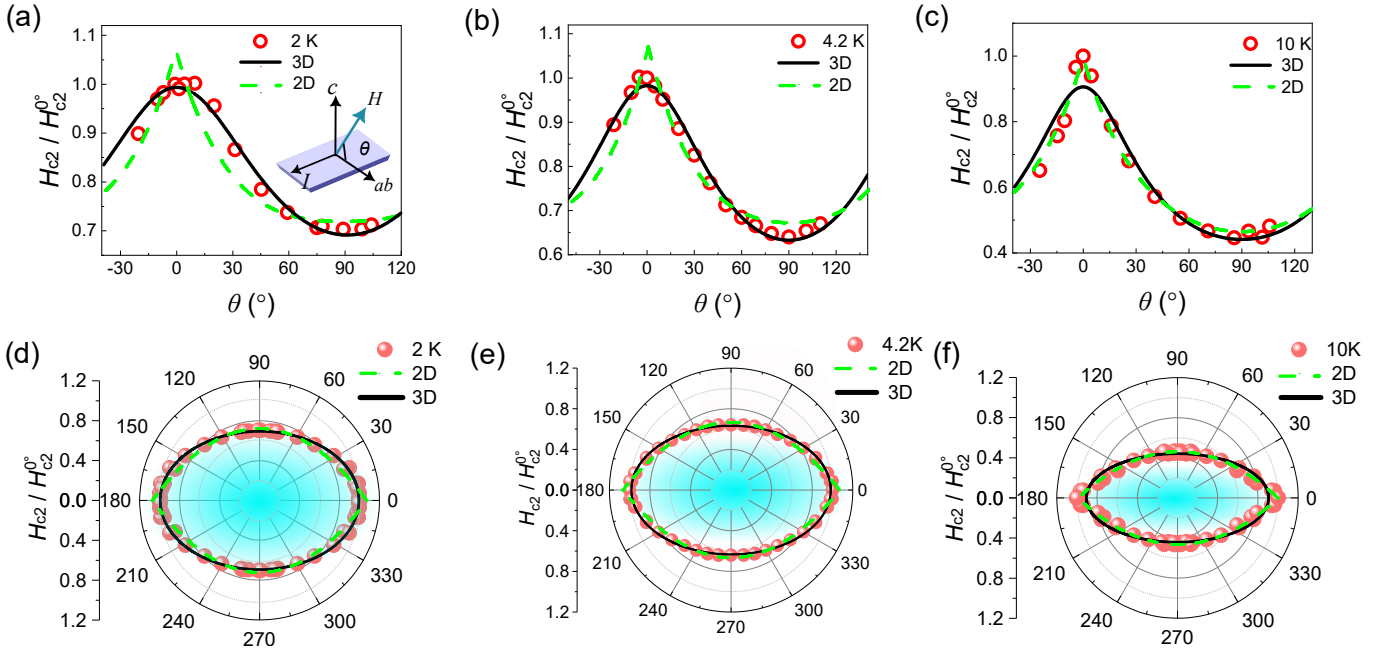 (a)
1.1
1.0
0.9
0.8
0.7
-30 0 30 60 90 120
Hc2 / H0°c2
θ (°)
2 K
3D
2D
c
H
θ
I
ab
(b)
1.1
1.0
0.9
0.8
0.7
0.6
-30 0 30 60 90 120
Hc2 / H0°c2
θ (°)
4.2 K
3D
2D
(c)
1.0
0.8
0.6
0.4
-30 0 30 60 90 120
Hc2 / H0°c2
θ (°)
10 K
3D
2D
(d)
2 K
2D
3D
1.2
0.8
0.4
0.0
0.4
0.8
1.2
Hc2 / H0°c2
90
60
30
0
330
300
270
240
210
180
150
120
(e)
4.2K
2D
3D
1.2
0.8
0.4
0.0
0.4
0.8
1.2
Hc2 / H0°c2
90
60
30
0
330
300
270
240
210
180
150
120
(f)
10K
2D
3D
1.2
0.8
0.4
0.0
0.4
0.8
1.2
Hc2 / H0°c2
90
60
30
0
330
300
270
240
210
180
150
120